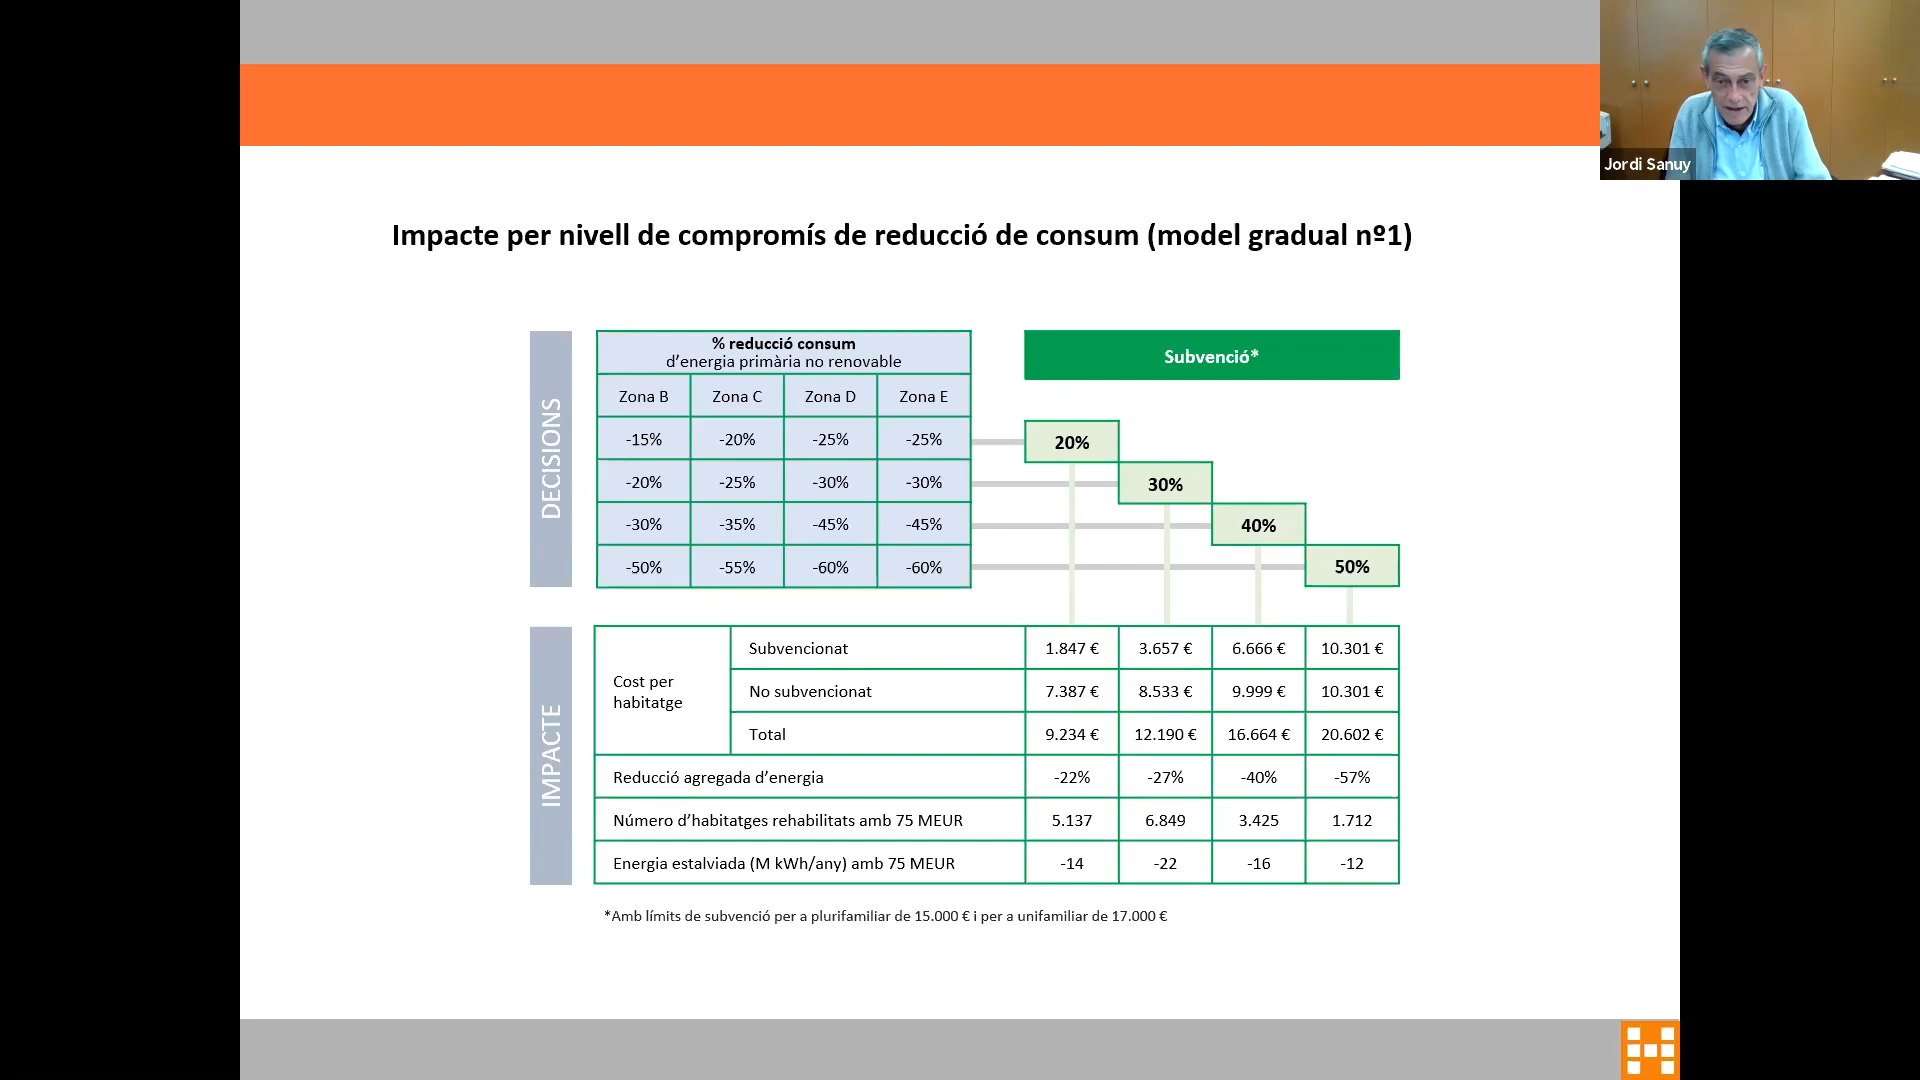 Jordi Sanuy
Impacte per nivell de compromís de reducció de consum (model gradual nº1)
DECISIONS
% reducció consum
d’energia primària no renovable
Zona B Zona C Zona D Zona E
-15% -20% -25% -25%
-20% -25% -30% -30%
-30% -35% -45% -45%
-50% -55% -60% -60%
Subvenció*
20%
30%
40%
50%
IMPACTE
Cost per
habitatge
Subvencionat 1.847 € 3.657 € 6.666 € 10.301 €
No subvencionat 7.387 € 8.533 € 9.999 € 10.301 €
Total 9.234 € 12.190 € 16.664 € 20.602 €
Reducció agregada d’energia -22% -27% -40% -57%
Número d’habitatges rehabilitats amb 75 MEUR 5.137 6.849 3.425 1.712
Energia estalviada (M kWh/any) amb 75 MEUR -14 -22 -16 -12
*Amb límits de subvenció per a plurifamiliar de 15.000 € i per a unifamiliar de 17.000 €